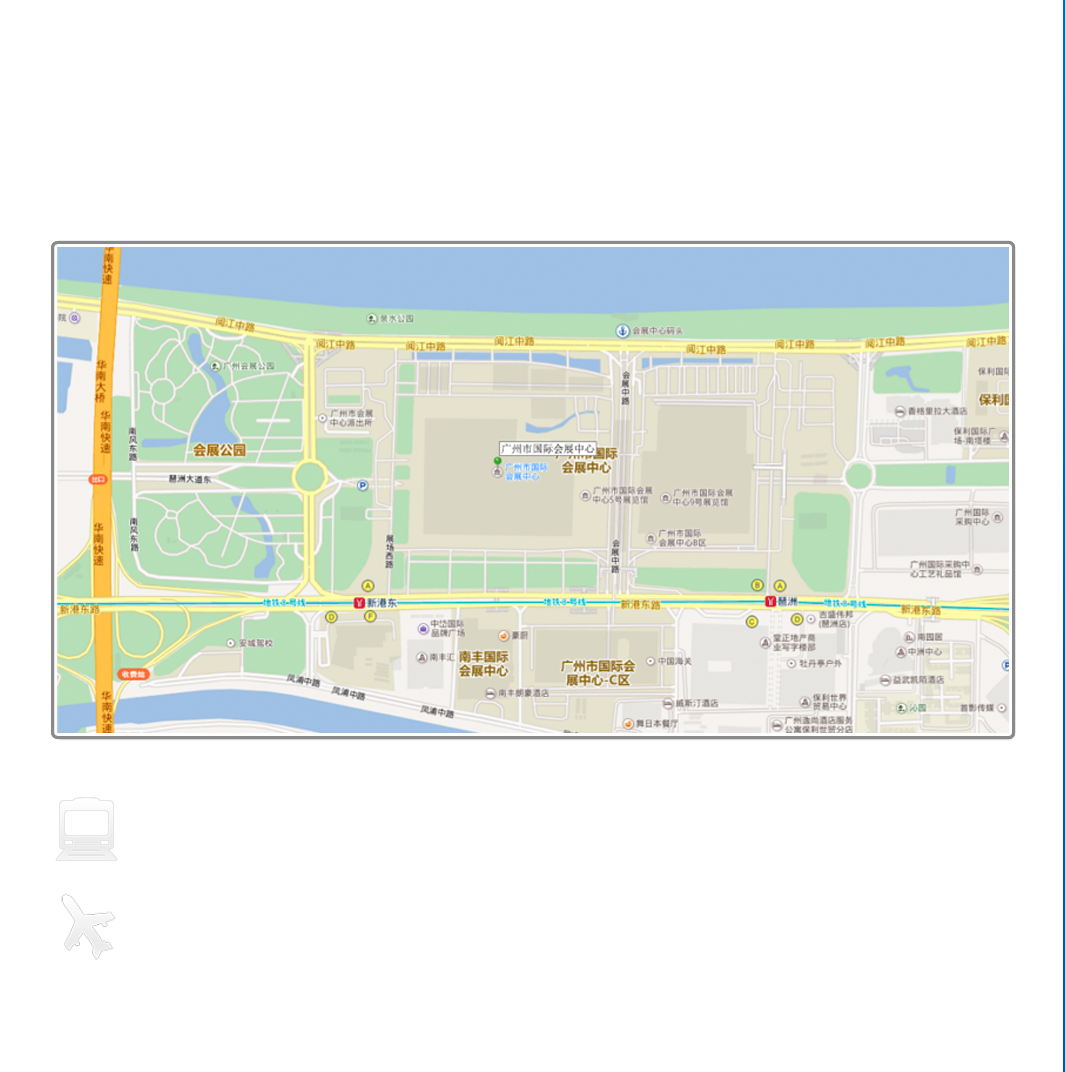 华南快速
院
阅江中路
泉水公园
会展中心码头
阅江中路
阅江中路
阅江中路
阅江中路
阅江中路
阅江中路
阅江中路
广州会展公园
华南大桥
华南快速
南风东路
会展公园
广州市会展
中心派出所
会展中路
香格里拉大酒店
保利国际广
场-南塔楼
广州市国际会展中心
会展中心
广州市国际
会展中心
出口
琶洲大道东
P
广州市国际会展
中心5号展览馆
广州市国际会展
中心9号展览馆
广州国际
采购中心
华南快速
南风东路
展场西路
会展中路
广州市国际
会展中心B区
广州国际采购中
心工艺礼品馆
A
B
A
新港东路
地铁8号线
新港东
地铁8号线
新港东路
琶洲
地铁8号线
新港东路
D
F
C
D
吉盛伟邦
(琶洲店)
安城驾校
中岱国际
品牌广场
豪厨
南丰汇
南丰国际
会展中心
广州市国际会
展中心-C区
中国海关
堂正地产商
业写字楼部
牡丹亭户外
南园居
中洲中心
P
收费站
华南快速
凤浦中路
凤浦中路
凤浦中路
南丰朗豪酒店
威斯汀酒店
舞日本餐厅
保利世界
贸易中心
益武凯陌酒店
沁园
首影传媒
广州逸尚酒店服务
公寓保利世贸分店